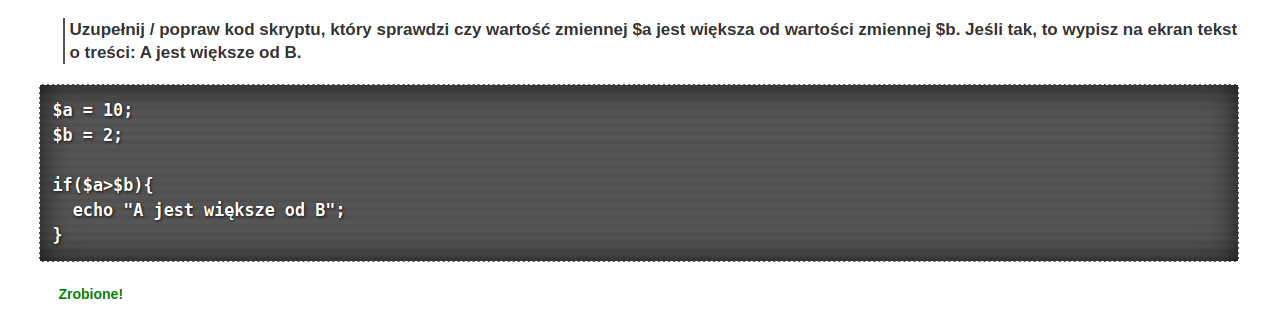 Uzupełnij / popraw kod skryptu, który sprawdzi czy wartość zmiennej $a jest większa od wartości zmiennej $b. Jeśli tak, to wypisz na ekran tekst
o treści: A jest większe od B.
$a = 10;
$b = 2;
if($a>$b){
  echo "A jest większe od B";
}
Zrobione!